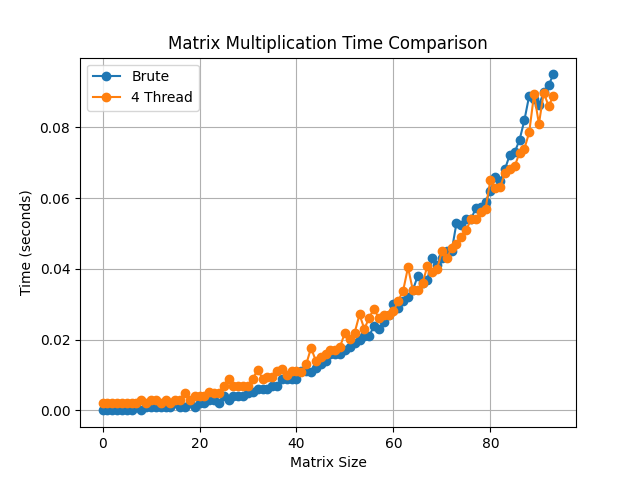 Matrix Multiplication Time Comparison
Brute
4 Thread
0.08
0.06
0.04
0.02
0.00
Time (seconds)
0 20 40 60 80
Matrix Size